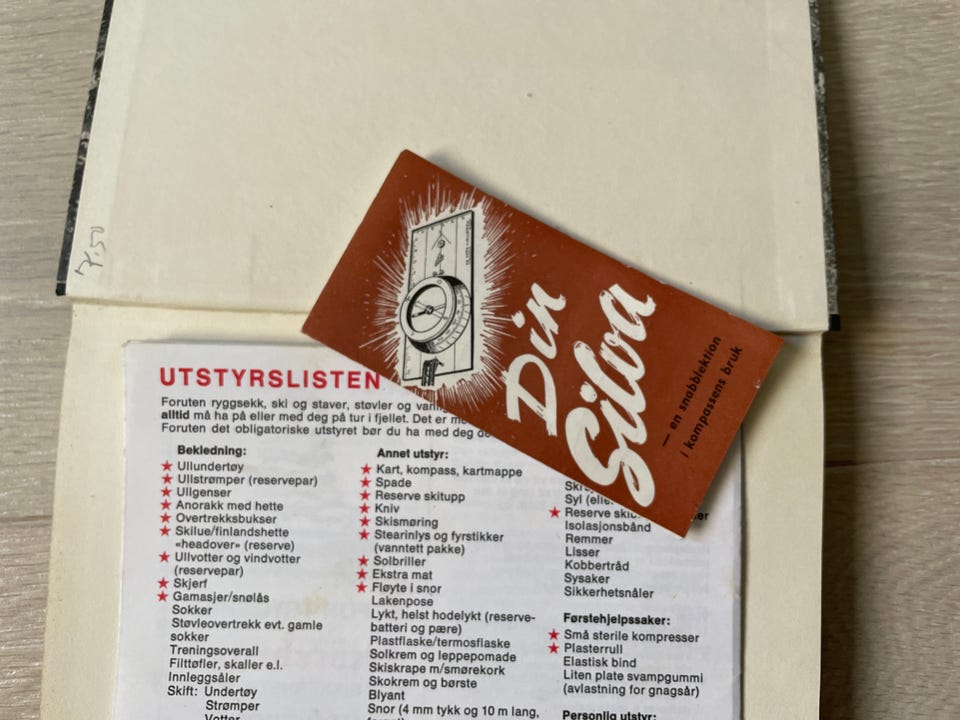 7.50
Din
Silva
— en snabblektion
i kompassens bruk
UTSTYRSLISTEN
Foruten ryggsekk, ski og staver, støvler og
alltid må ha på eller med deg på tur i fjellet. Det er
Foruten det obligatoriske utstyret bør du ha med deg
Bekledning:
★ Ullundertøy
★ Ullstrømper (reservepar)
★ Ullgenser
★ Anorakk med hette
★ Overtrekksbukser
★ Skilue/finlandshette
«headover» (reserve)
★ Ullvotter og vindvotter
(reservepar)
★ Skjerf
★ Gamasjer/snølås
Sokker
Støvleovertrekk evt. gamle
sokker
Treningsoverall
Filttøfler, skaller e.l.
Innleggsåler
Skift: Undertøy
Strømper
Votter
Annet utstyr:
★ Kart, kompass, kartmappe
★ Spade
★ Reserve skitupp
★ Kniv
★ Skismøring
★ Stearinlys og fyrstikker
(vanntett pakke)
★ Solbriller
★ Ekstra mat
★ Fløyte i snor
Lakenpose
Lykt, helst hodelykt (reserve-
batteri og pære)
Plastflaske/termosflaske
Solkrem og leppepomade
Skiskrape m/smørekork
Skokrem og børste
Blyant
Snor (4 mm tykk og 10 m lang,
Syl
★ Reserve
Isolasjonsbånd
Remmer
Lisser
Kobbertråd
Sysaker
Sikkerhetsnåler
Førstehjelpssaker:
★ Små sterile kompresser
★ Plasterrull
Elastisk bind
Liten plate svampgummi
(avlastning for gnagsår)
Personlig utstyr: